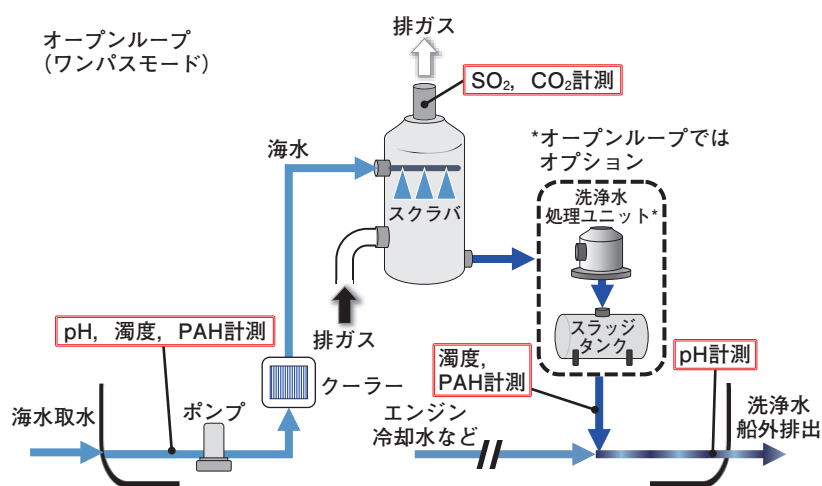 オープンループ
（ワンパスモード）
排ガス
SO₂， CO₂計測
*オープンループでは
オプション
海水
洗浄水
処理ユニット*
スクラバ
スラッジ
タンク
排ガス
pH， 濁度， PAH計測
クーラー
濁度，
PAH計測
pH計測
海水取水
ポンプ
エンジン
冷却水など
洗浄水
船外排出